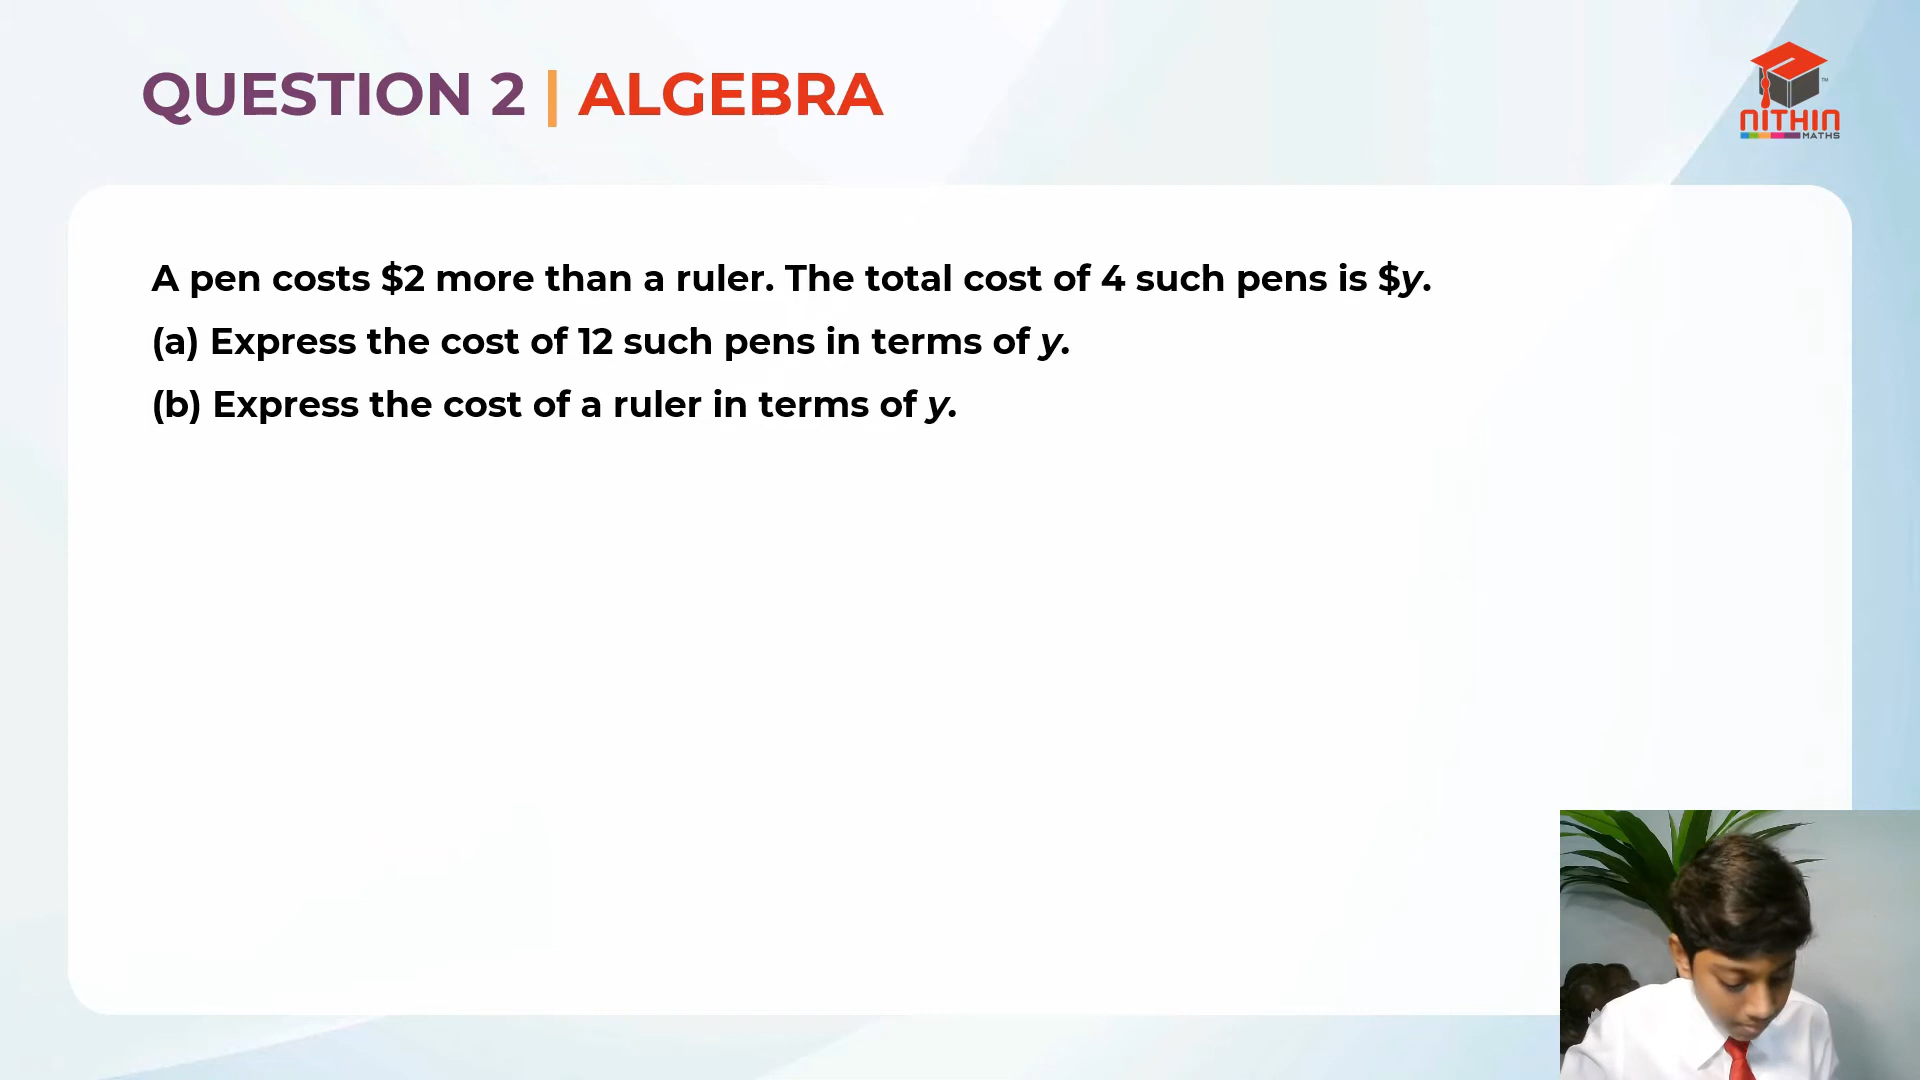 QUESTION 2 | ALGEBRA
NITHIN
MATHS
A pen costs $2 more than a ruler. The total cost of 4 such pens is $y.
(a) Express the cost of 12 such pens in terms of y.
(b) Express the cost of a ruler in terms of y.